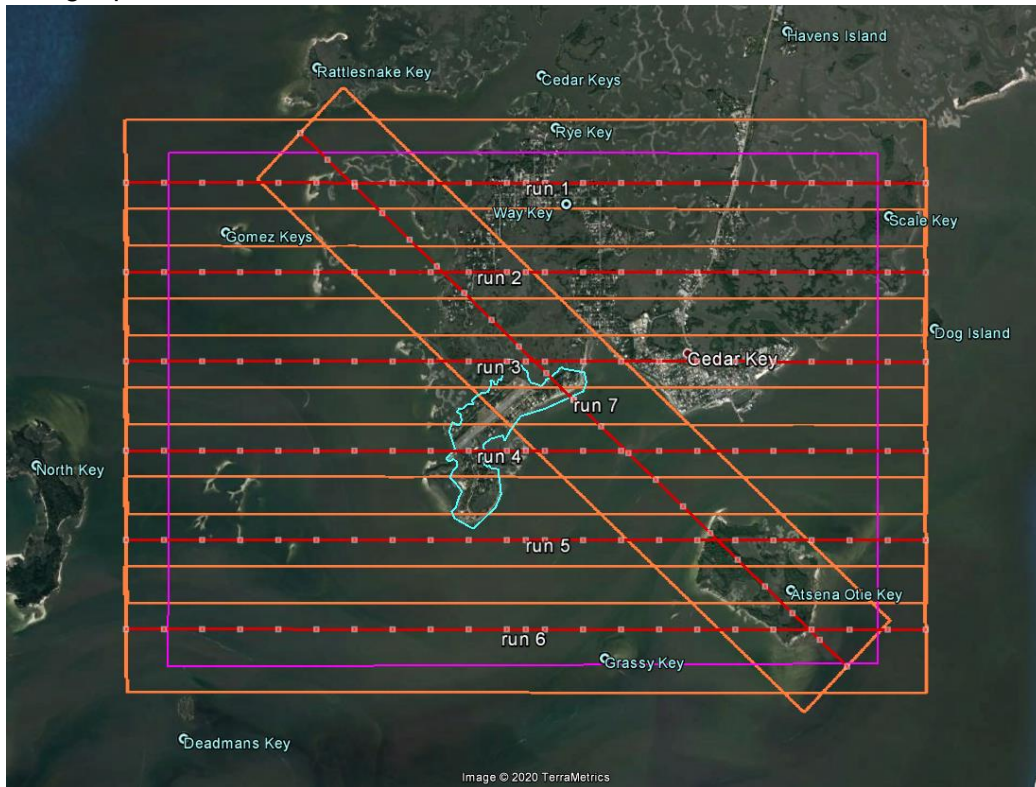 Havens Island
Rattlesnake Key
Cedar Keys
Rye Key
run 1
Way Key
Scale Key
Gomez Keys
run 2
Dog Island
Cedar Key
run 3
run 7
run 4
North Key
run 5
Atsena Otie Key
run 6
Grassy Key
Deadmans Key
Image © 2020 TerraMetrics